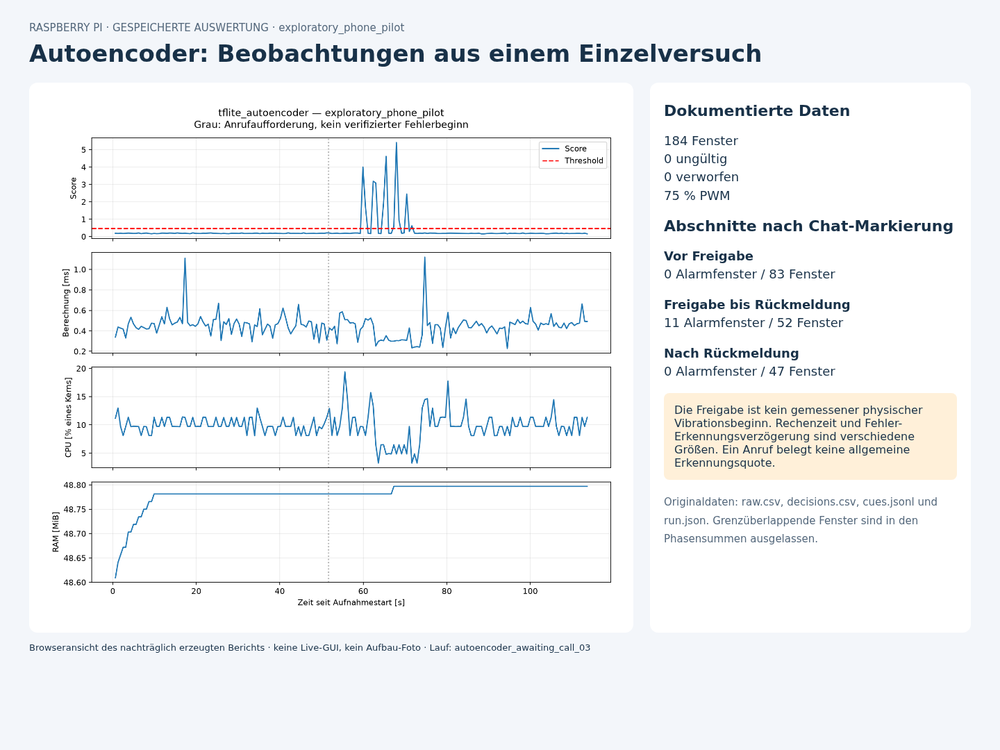 RASPBERRY PI · GESPEICHERTE AUSWERTUNG · exploratory_phone_pilot
Autoencoder: Beobachtungen aus einem Einzelversuch
tflite_autoencoder — exploratory_phone_pilot
Grau: Anrufaufforderung, kein verifizierter Fehlerbeginn
Score
5
4
3
2
1
0
Score
Threshold
Berechnung [ms]
1.0
0.8
0.6
0.4
0.2
CPU [% eines Kerns]
20
15
10
5
RAM [MiB]
48.80
48.75
48.70
48.65
48.60
0 20 40 60 80 100
Zeit seit Aufnahmestart [s]
Dokumentierte Daten
184 Fenster
0 ungültig
0 verworfen
75 % PWM
Abschnitte nach Chat-Markierung
Vor Freigabe
0 Alarmfenster / 83 Fenster
Freigabe bis Rückmeldung
11 Alarmfenster / 52 Fenster
Nach Rückmeldung
0 Alarmfenster / 47 Fenster
Die Freigabe ist kein gemessener physischer
Vibrationsbeginn. Rechenzeit und Fehler-
Erkennungsverzögerung sind verschiedene
Größen. Ein Anruf belegt keine allgemeine
Erkennungsquote.
Originaldaten: raw.csv, decisions.csv, cues.jsonl und
run.json. Grenzüberlappende Fenster sind in den
Phasensummen ausgelassen.
Browseransicht des nachträglich erzeugten Berichts · keine Live-GUI, kein Aufbau-Foto · Lauf: autoencoder_awaiting_call_03